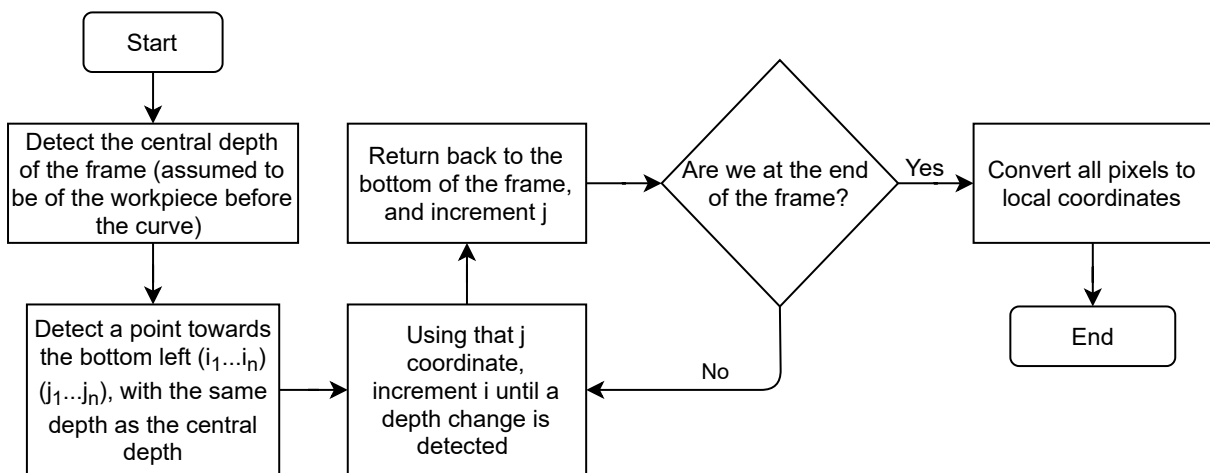 Start
Detect the central depth
of the frame (assumed to
be of the workpiece before
the curve)
Detect a point towards
the bottom left (i₁...iₙ)
(j₁...jₙ), with the same
depth as the central
depth
Using that j
coordinate,
increment i until a
depth change is
detected
Return back to the
bottom of the frame,
and increment j
Are we at the end
of the frame?
Yes
No
Convert all pixels to
local coordinates
End